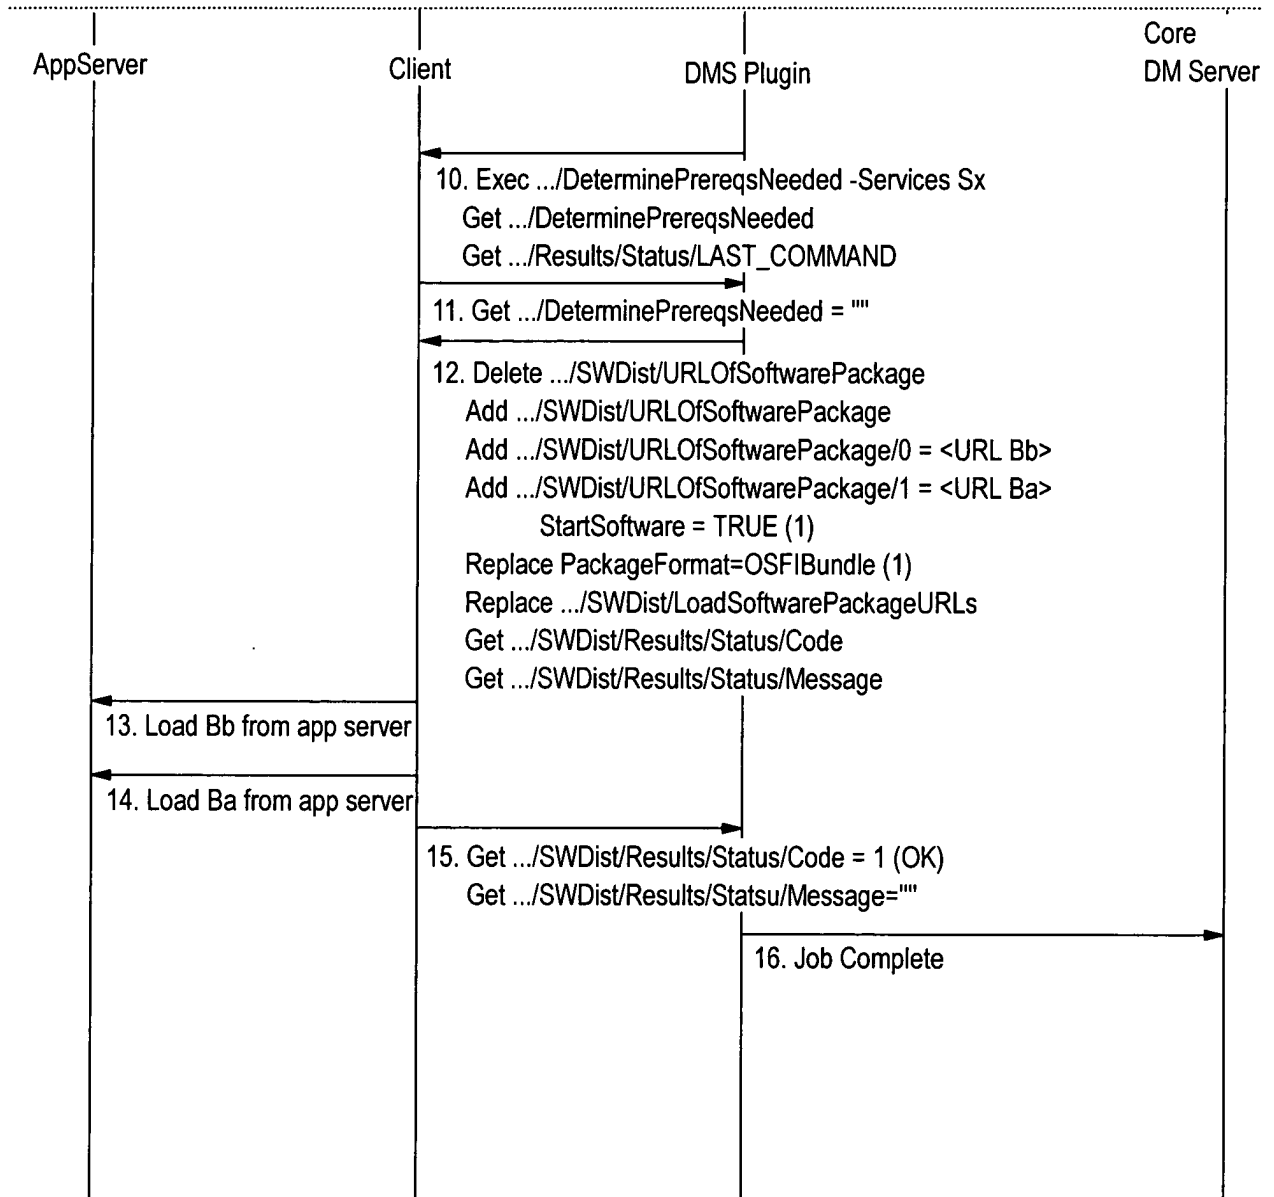 Core
AppServer Client DMS Plugin DM Server
10. Exec .../DeterminePrereqsNeeded -Services Sx
Get .../DeterminePrereqsNeeded
Get .../Results/Status/LAST_COMMAND
11. Get .../DeterminePrereqsNeeded = ""
12. Delete .../SWDist/URLOfSoftwarePackage
Add .../SWDist/URLOfSoftwarePackage
Add .../SWDist/URLOfSoftwarePackage/0 = <URL Bb>
Add .../SWDist/URLOfSoftwarePackage/1 = <URL Ba>
StartSoftware = TRUE (1)
Replace PackageFormat=OSFIBundle (1)
Replace .../SWDist/LoadSoftwarePackageURLs
Get .../SWDist/Results/Status/Code
Get .../SWDist/Results/Status/Message
13. Load Bb from app server
14. Load Ba from app server
15. Get .../SWDist/Results/Status/Code = 1 (OK)
Get .../SWDist/Results/Statsu/Message=""
16. Job Complete